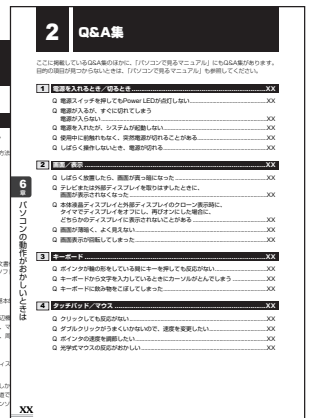 2 Q&A集
ここに掲載しているQ&A集のほかに、「パソコンで見るマニュアル」にもQ&A集があります。
目的の項目が見つからないときは、「パソコンで見るマニュアル」も参照してください。
1 電源を入れるとき／切るとき ... XX
Q 電源スイッチを押してもPower LEDが点灯しない ... XX
Q 電源が入るが、すぐに切れてしまう
電源が入らない ... XX
Q 電源を入れたが、システムが起動しない ... XX
Q 使用中に前触れもなく、突然電源が切れることがある ... XX
Q しばらく操作しないとき、電源が切れる ... XX
2 画面／表示 ... XX
Q しばらく放置したら、画面が真っ暗になった ... XX
Q テレビまたは外部ディスプレイを取りはずしたときに、
画面が表示されなくなった ... XX
Q 本体液晶ディスプレイと外部ディスプレイのクローン表示時に、
タイマでディスプレイをオフにし、再びオンにした場合に、
どちらかのディスプレイに表示されないことがある ... XX
Q 画面が薄暗く、よく見えない ... XX
Q 画面表示が回転してしまった ... XX
3 キーボード ... XX
Q ポインタが輪の形をしている間にキーを押しても反応がない ... XX
Q キーボードから文字を入力しているときにカーソルがとんでしまう ... XX
Q キーボードに飲み物をこぼしてしまった ... XX
4 タッチパッド／マウス ... XX
Q クリックしても反応がない ... XX
Q ダブルクリックがうまくいかないので、速度を変更したい ... XX
Q ポインタの速度を調節したい ... XX
Q 光学式マウスの反応がおかしい ... XX
6章
パソコンの動作がおかしいときは
XX